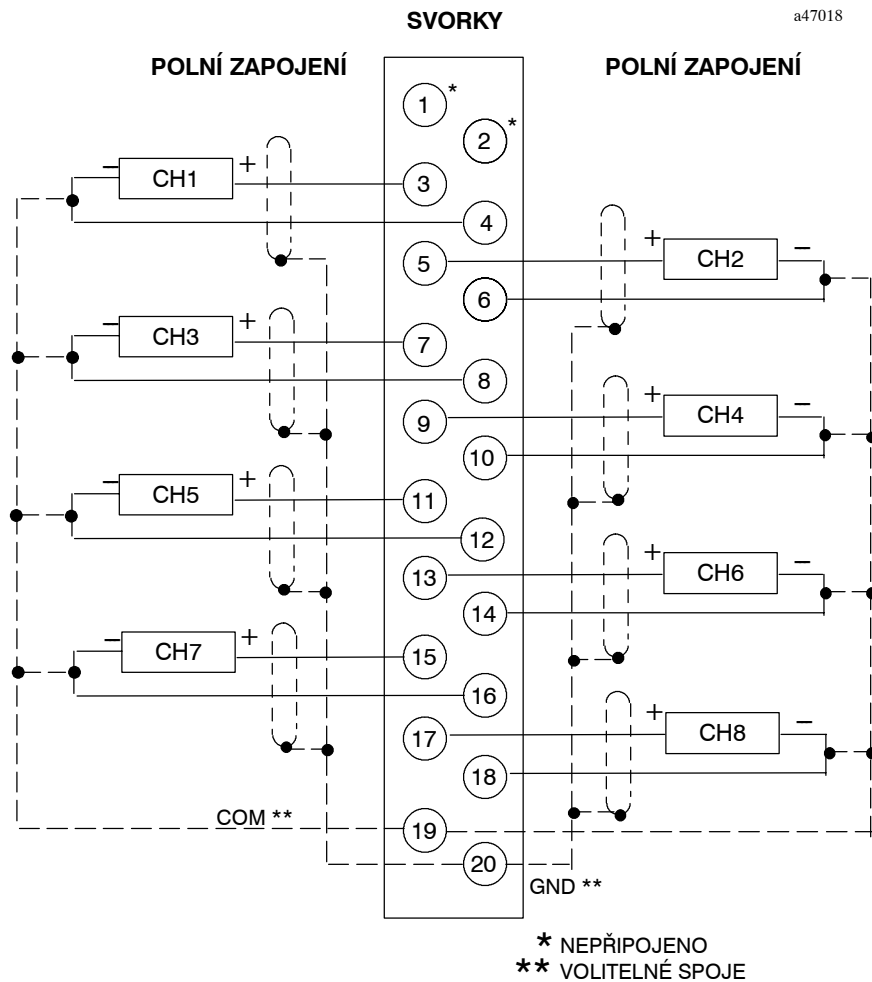 SVORKY
a47018
POLNÍ ZAPOJENÍ
POLNÍ ZAPOJENÍ
1 *
2 *
− CH1 +
3
4
5
+ CH2 −
6
− CH3 +
7
8
9
+ CH4 −
10
− CH5 +
11
12
13
+ CH6 −
14
− CH7 +
15
16
17
+ CH8 −
18
COM **
19
20
GND **
* NEPŘIPOJENO
** VOLITELNÉ SPOJE